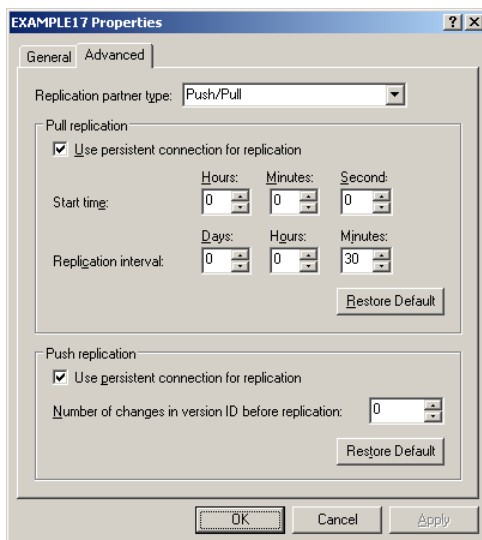 EXAMPLE17 Properties
General Advanced
Replication partner type: Push/Pull
Pull replication
Use persistent connection for replication
Hours: Minutes: Second:
Start time: 0 0 0
Days: Hours: Minutes:
Replication interval: 0 0 30
Restore Default
Push replication
Use persistent connection for replication
Number of changes in version ID before replication: 0
Restore Default
OK Cancel Apply